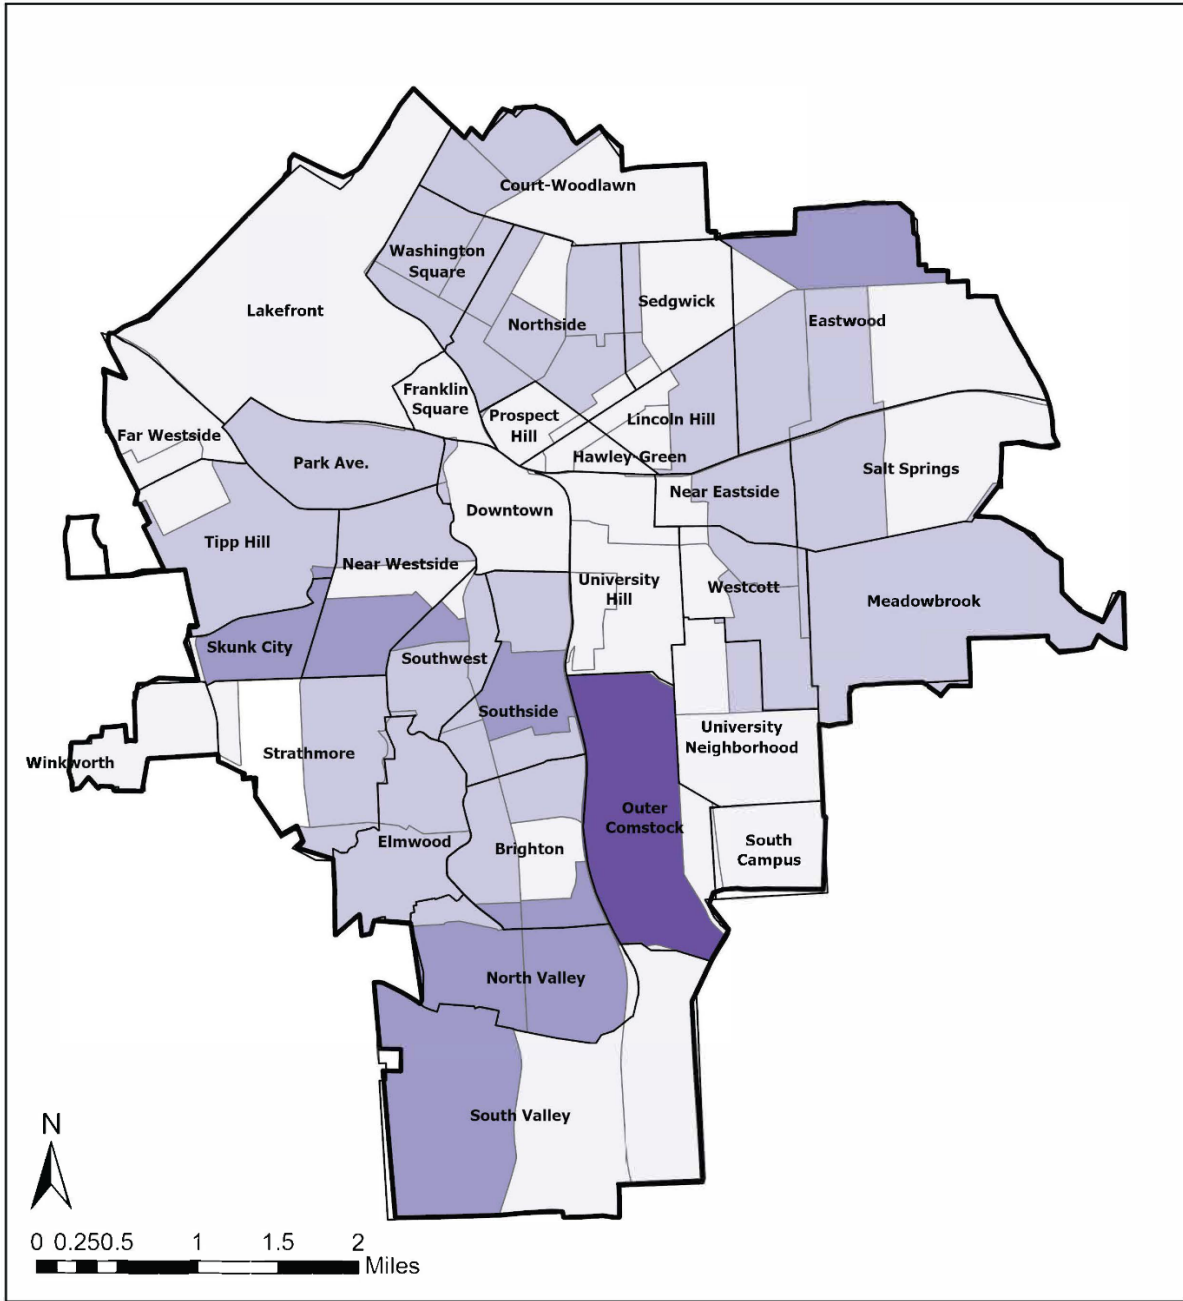 Court-Woodlawn
Washington
Square
Sedgwick
Lakefront
Northside
Eastwood
Franklin
Square
Prospect
Hill
Lincoln Hill
Far Westside
Park Ave.
Hawley-Green
Salt Springs
Near Eastside
Downtown
Tipp Hill
Near Westside
University
Hill
Westcott
Meadowbrook
Skunk City
Southwest
Southside
University
Neighborhood
Strathmore
Winkworth
Outer
Comstock
Elmwood
Brighton
South
Campus
North Valley
South Valley
N
0 0.250.5 1 1.5 2
Miles